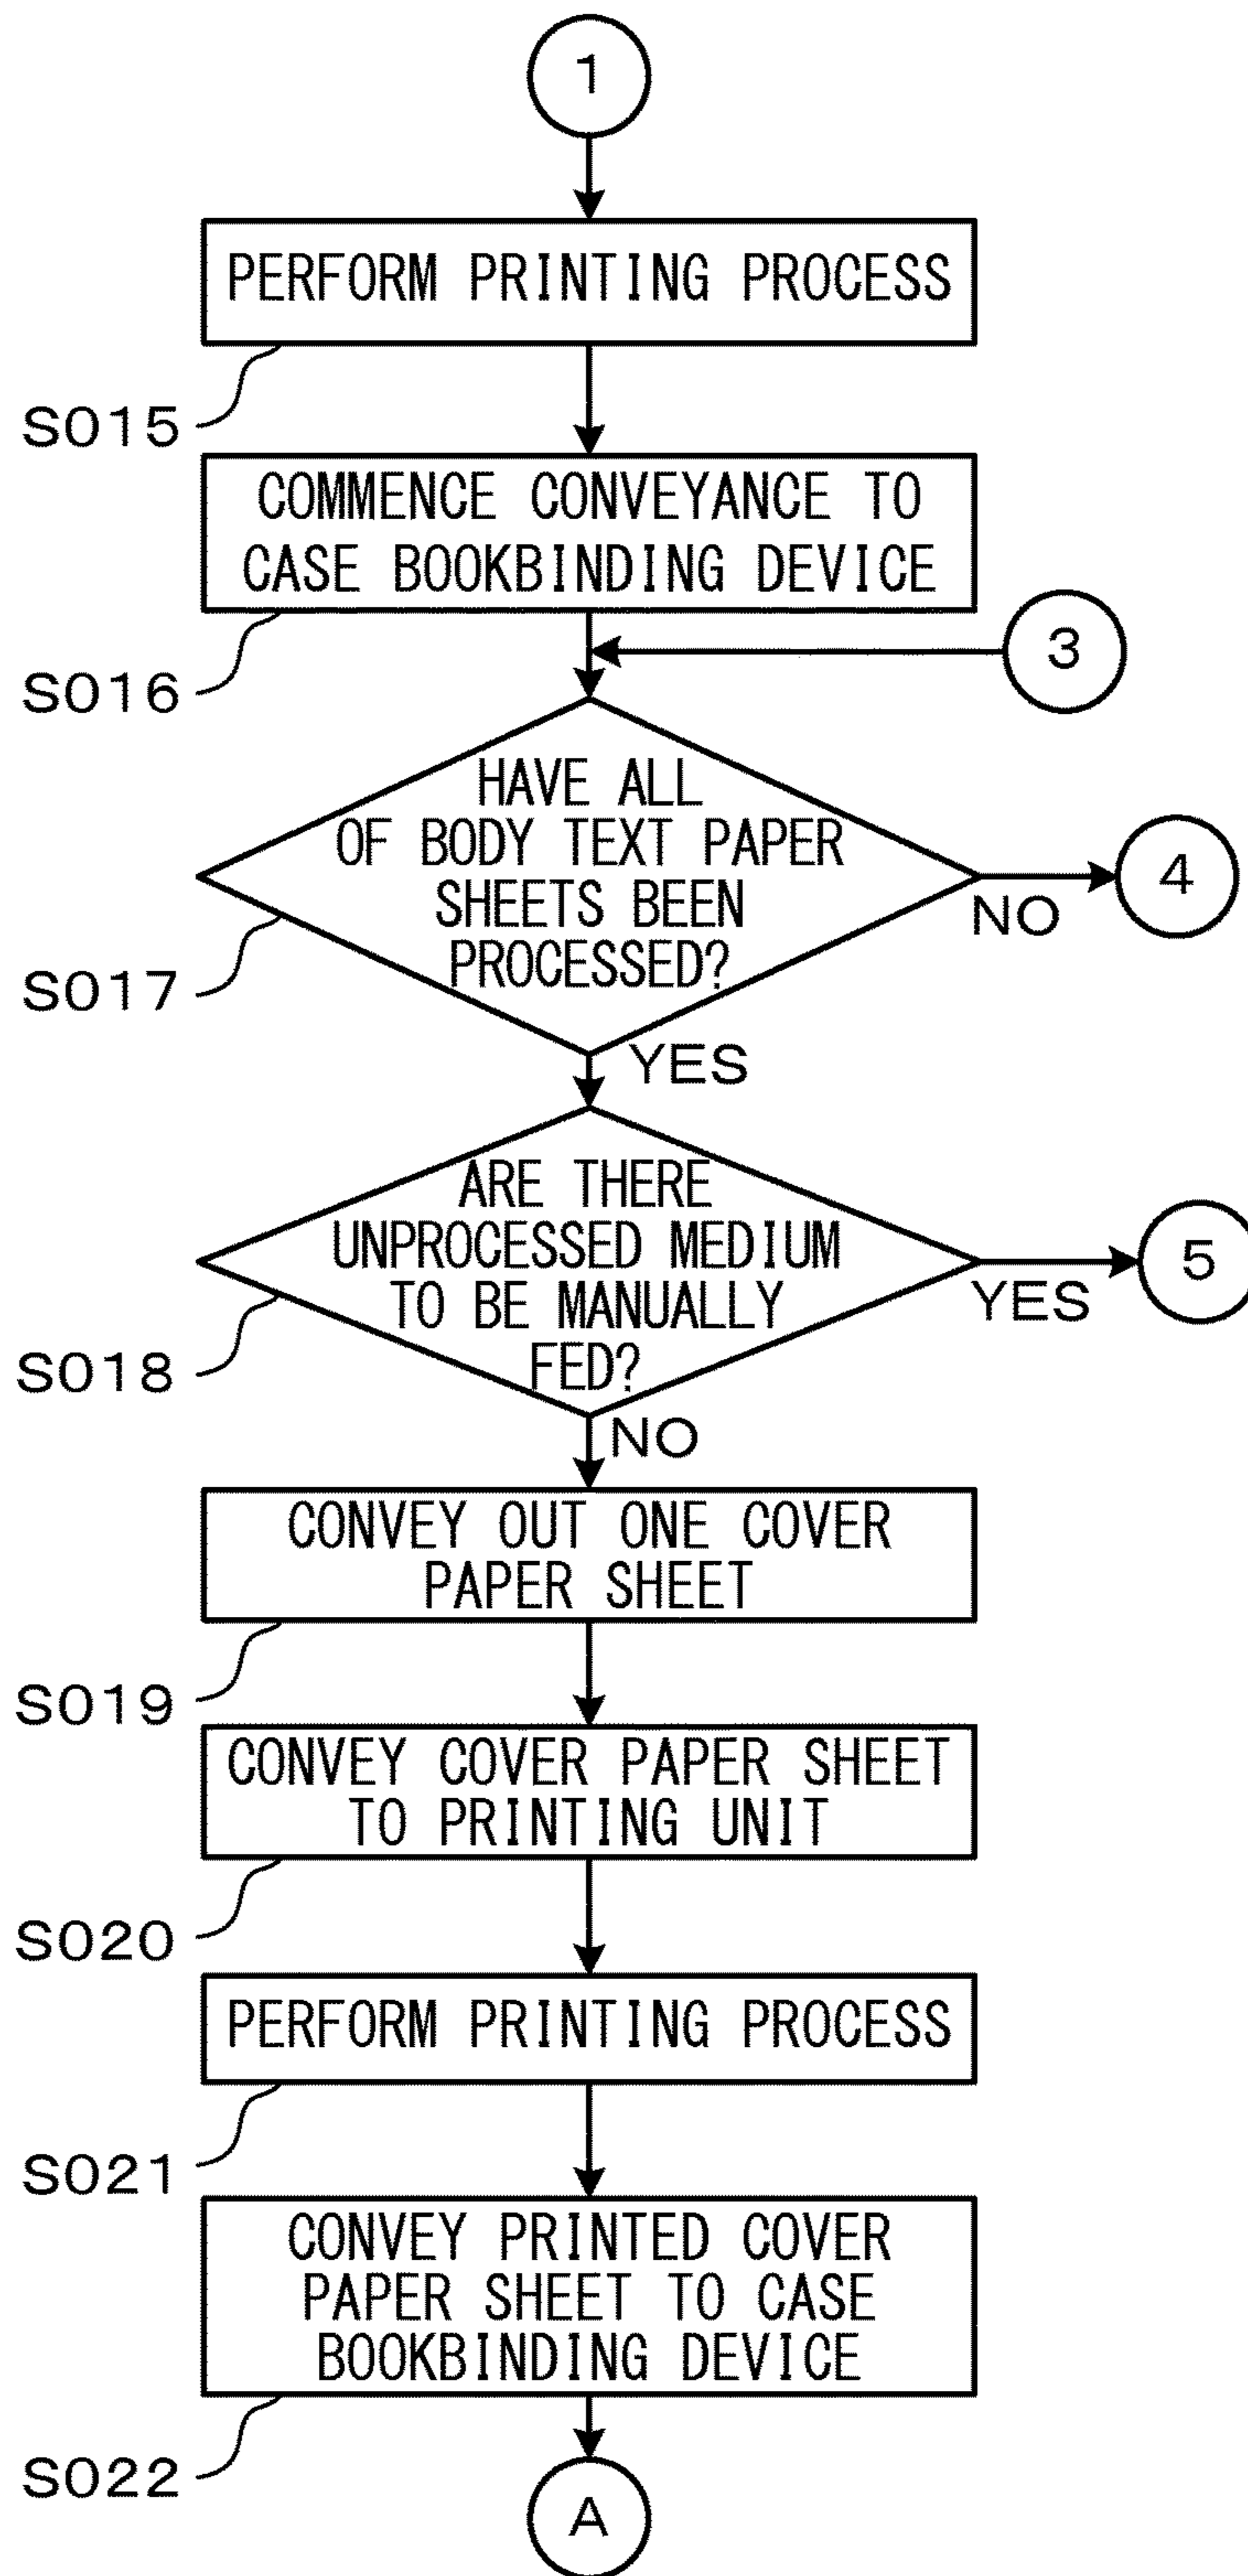 1
PERFORM PRINTING PROCESS
S015
COMMENCE CONVEYANCE TO
CASE BOOKBINDING DEVICE
S016
3
HAVE ALL
OF BODY TEXT PAPER
SHEETS BEEN
PROCESSED?
S017
NO
4
YES
ARE THERE
UNPROCESSED MEDIUM
TO BE MANUALLY
FED?
S018
YES
5
NO
CONVEY OUT ONE COVER
PAPER SHEET
S019
CONVEY COVER PAPER SHEET
TO PRINTING UNIT
S020
PERFORM PRINTING PROCESS
S021
CONVEY PRINTED COVER
PAPER SHEET TO CASE
BOOKBINDING DEVICE
S022
A